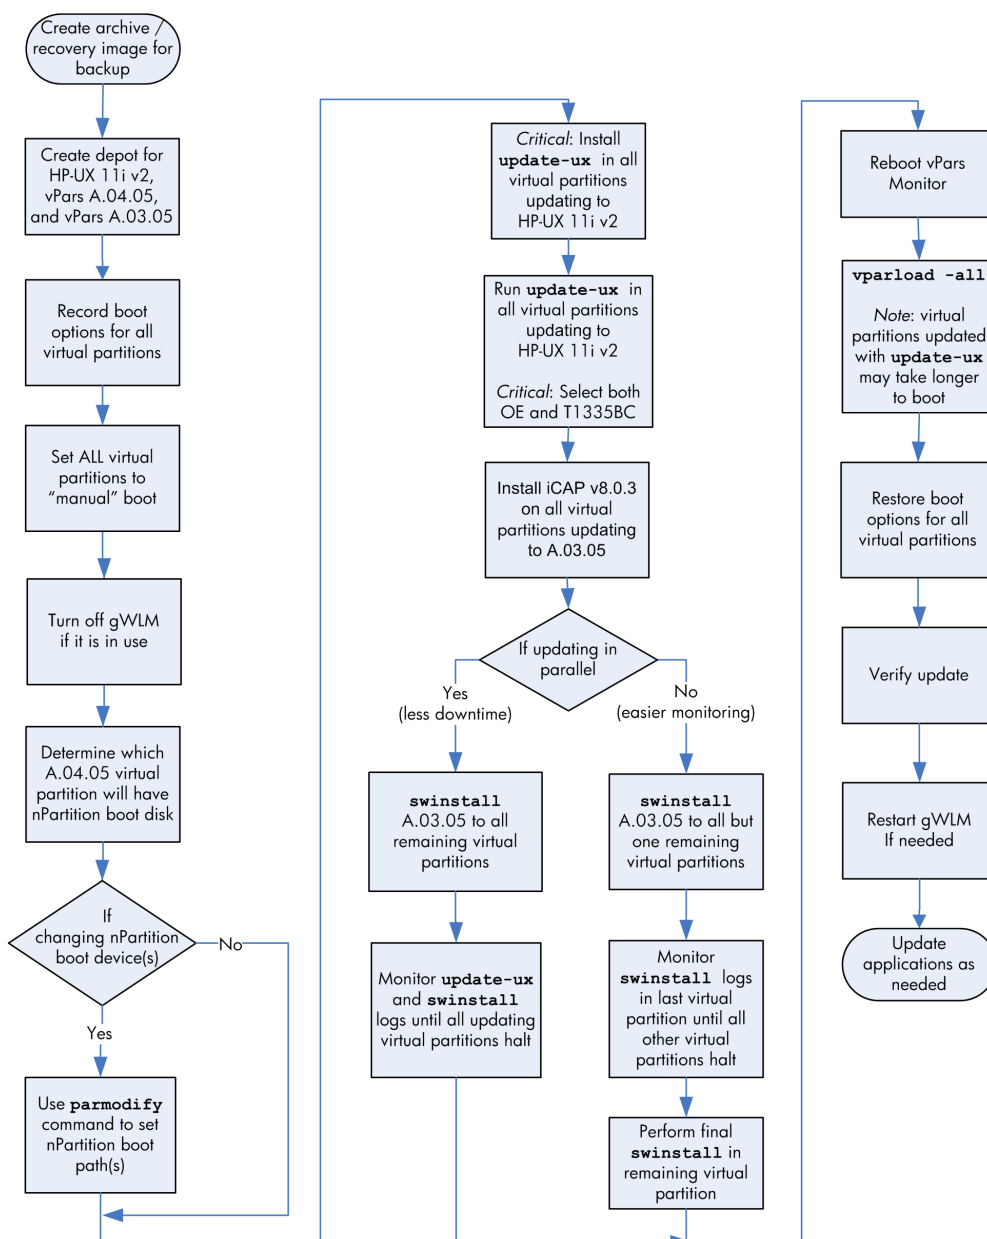 Create archive /
recovery image for
backup
Create depot for
HP-UX 11i v2,
vPars A.04.05,
and vPars A.03.05
Record boot
options for all
virtual partitions
Set ALL virtual
partitions to
“manual” boot
Turn off gWLM
if it is in use
Determine which
A.04.05 virtual
partition will have
nPartition boot disk
If
changing nPartition
boot device(s)
No
Yes
Use parmodify
command to set
nPartition boot
path(s)
Critical: Install
update-ux in all
virtual partitions
updating to
HP-UX 11i v2
Run update-ux in
all virtual partitions
updating to
HP-UX 11i v2
Critical: Select both
OE and T1335BC
Install iCAP v8.0.3
on all virtual
partitions updating
to A.03.05
If updating in
parallel
Yes
(less downtime)
No
(easier monitoring)
swinstall
A.03.05 to all
remaining virtual
partitions
Monitor update-ux
and swinstall
logs until all updating
virtual partitions halt
swinstall
A.03.05 to all but
one remaining
virtual partitions
Monitor
swinstall logs
in last virtual
partition until all
other virtual
partitions halt
Perform final
swinstall in
remaining virtual
partition
Reboot vPars
Monitor
vparload -all
Note: virtual
partitions updated
with update-ux
may take longer
to boot
Restore boot
options for all
virtual partitions
Verify update
Restart gWLM
If needed
Update
applications as
needed